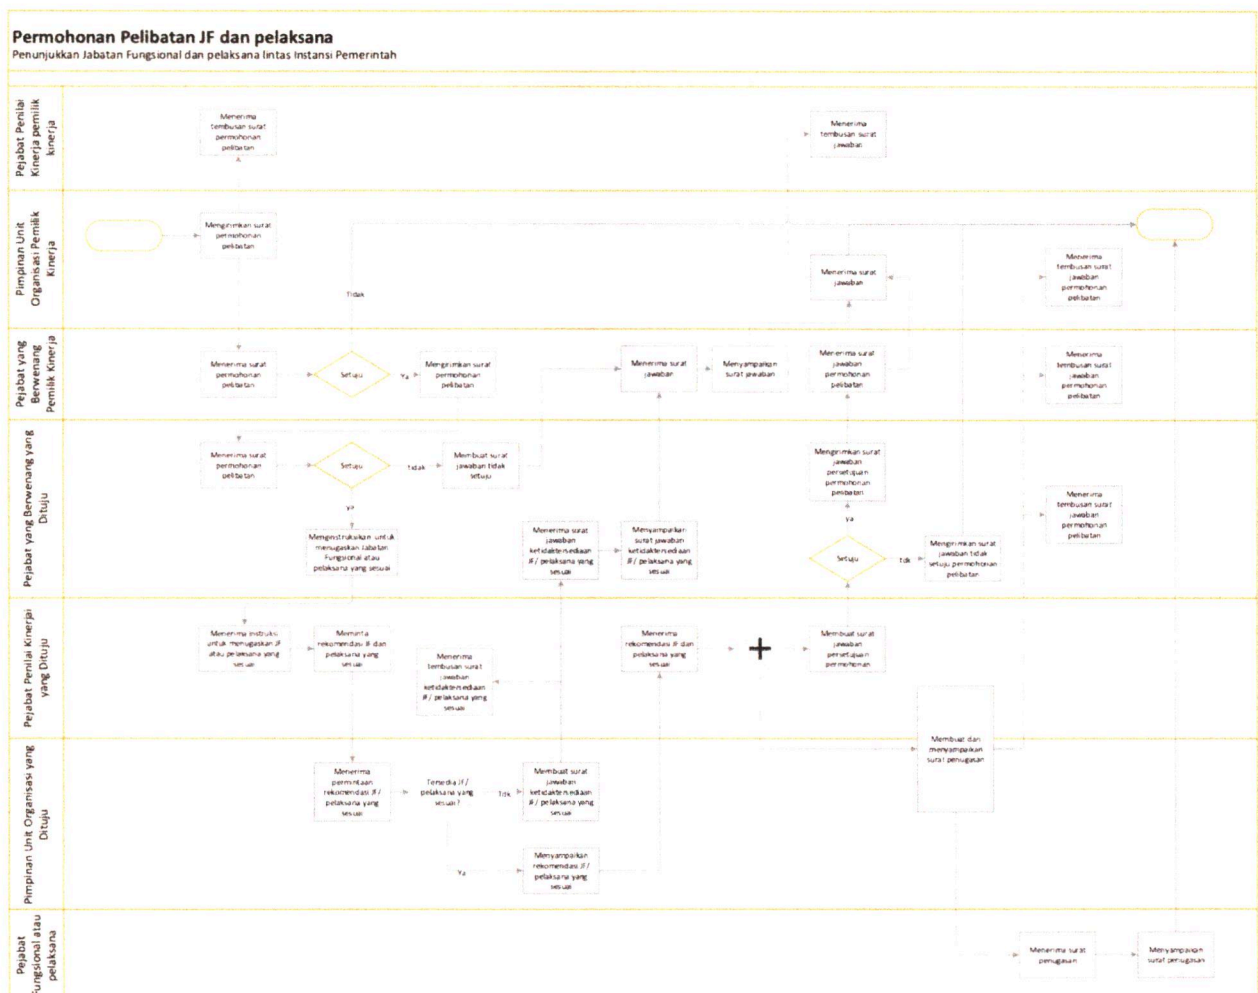 Permohonan Pelibatan JF dan pelaksana
Penunjukkan Jabatan Fungsional dan pelaksana lintas Instansi Pemerintah
Pejabat Penilai
Kinerja pemilik
kinerja
Menerima
tembusan surat
permohonan
pelibatan
Menerima
tembusan surat
jawaban
Pimpinan Unit
Organisasi Pemilik
Kinerja
Mengirimkan surat
permohonan
pelibatan
Tidak
Menerima surat
jawaban
Menerima
tembusan surat
jawaban
permohonan
pelibatan
Pejabat yang
Berwenang
Pemilik Kinerja
Menerima surat
permohonan
pelibatan
Setuju
Ya
Mengirimkan surat
permohonan
pelibatan
Menerima surat
jawaban
Menyampaikan
surat jawaban
Menerima surat
jawaban
permohonan
pelibatan
Menerima
tembusan surat
jawaban
permohonan
pelibatan
Pejabat yang Berwenang yang
Dituju
Menerima surat
permohonan
pelibatan
Setuju
tidak
Membuat surat
jawaban tidak
setuju
ya
Menginstruksikan untuk
menugaskan Jabatan
Fungsional atau
pelaksana yang sesuai
Menerima surat
jawaban
ketidaktersediaan
JF/ pelaksana yang
sesuai
Menyampaikan
surat jawaban
ketidaktersediaan
JF/ pelaksana yang
sesuai
Mengirimkan surat
jawaban
persetujuan
permohonan
pelibatan
ya
Setuju
tdk
Mengirimkan surat
jawaban tidak
setuju permohonan
pelibatan
Menerima
tembusan surat
jawaban
permohonan
pelibatan
Pejabat Penilai Kinerjai
yang Dituju
Menerima instruksi
untuk menugaskan JF
atau pelaksana yang
sesuai
Meminta
rekomendasi JF dan
pelaksana yang
sesuai
Menerima
tembusan surat
jawaban
ketidaktersediaan
JF/ pelaksana yang
sesuai
Menerima
rekomendasi JF dan
pelaksana yang
sesuai
Membuat surat
jawaban
persetujuan
permohonan
Membuat dan
menyampaikan
surat penugasan
Pimpinan Unit Organisasi yang
Dituju
Menerima
permintaan
rekomendasi JF/
pelaksana yang
sesuai
Tersedia JF/
pelaksana yang
sesuai?
Tdk
Membuat surat
jawaban
ketidaktersediaan
JF/ pelaksana yang
sesuai
Ya
Menyampaikan
rekomendasi JF/
pelaksana yang
sesuai
Pejabat
Fungsional atau
pelaksana
Menerima surat
penugasan
Menyampaikan
surat penugasan